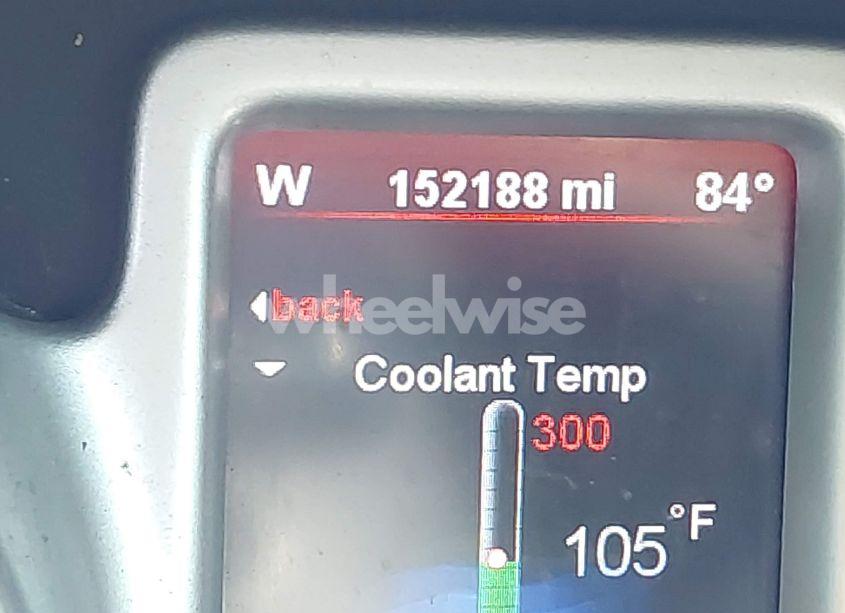 W 152188 mi 84°
back
wheelwise
Coolant Temp
300
105°F